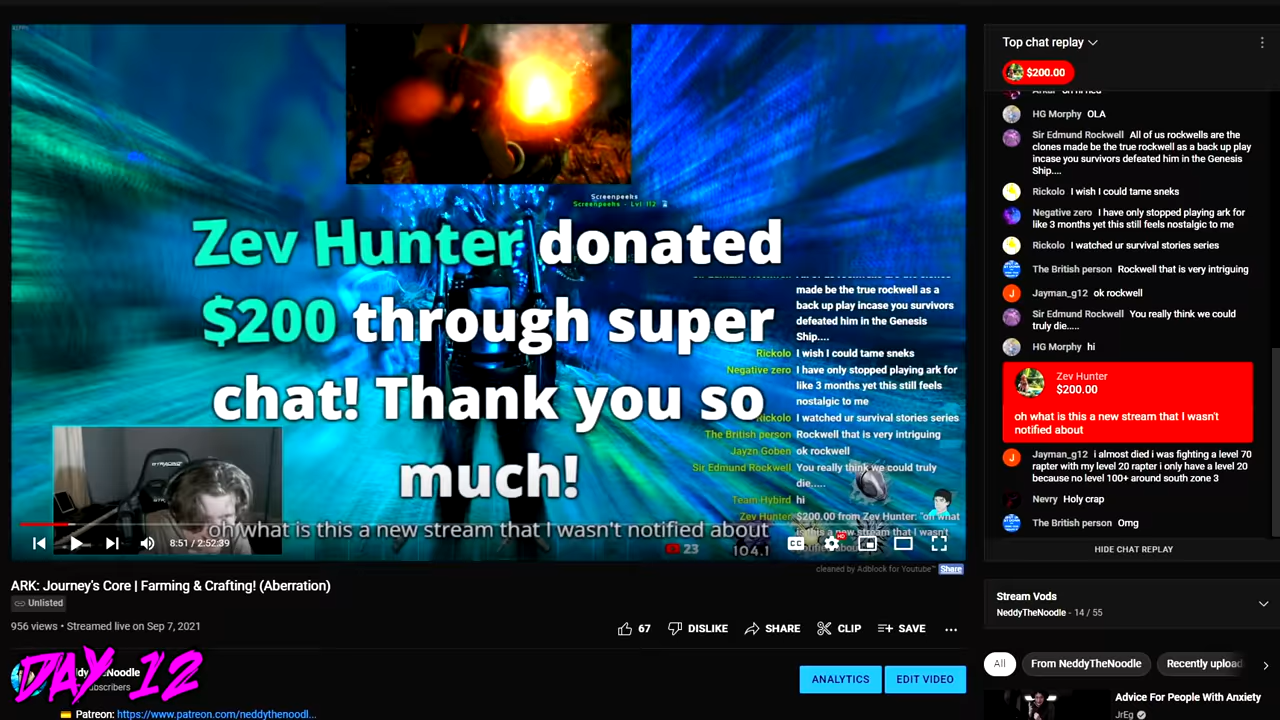 Screenpeeks
Screenpeeks - Lvl 112
Zev Hunter donated
$200 through super
chat! Thank you so
much!
oh what is this a new stream that I wasn't notified about
made be the true rockwell as a
back up play incase you survivors
defeated him in the Genesis
Ship....
Rickolo I wish I could tame sneks
Negative zero I have only stopped playing ark for
like 3 months yet this still feels
nostalgic to me
Rickolo I watched ur survival stories series
The British person Rockwell that is very intriguing
Jayzn Goben ok rockwell
Sir Edmund Rockwell You really think we could truly
die.....
Team Hybird hi
Zev Hunter $200.00 from Zev Hunter: "oh what
is this a new stream that I wasn't
23
104.1
8:51 / 2:52:39
CC
HD
cleaned by Adblock for Youtube™ Share
ARK: Journey's Core | Farming & Crafting! (Aberration)
Unlisted
956 views • Streamed live on Sep 7, 2021
67
DISLIKE
SHARE
CLIP
SAVE
DAY 12
NeddyTheNoodle
subscribers
ANALYTICS
EDIT VIDEO
Patreon: https://www.patreon.com/neddythenoodl...
Top chat replay
$200.00
HG Morphy OLA
Sir Edmund Rockwell All of us rockwells are the
clones made be the true rockwell as a back up play
incase you survivors defeated him in the Genesis
Ship....
Rickolo I wish I could tame sneks
Negative zero I have only stopped playing ark for
like 3 months yet this still feels nostalgic to me
Rickolo I watched ur survival stories series
The British person Rockwell that is very intriguing
Jayman_g12 ok rockwell
Sir Edmund Rockwell You really think we could
truly die.....
HG Morphy hi
Zev Hunter
$200.00
oh what is this a new stream that I wasn't
notified about
Jayman_g12 i almost died i was fighting a level 70
rapter with my level 20 rapter i only have a level 20
because no level 100+ around south zone 3
Nevry Holy crap
The British person Omg
HIDE CHAT REPLAY
Stream Vods
NeddyTheNoodle - 14 / 55
All
From NeddyTheNoodle
Recently upload
Advice For People With Anxiety
JrEg